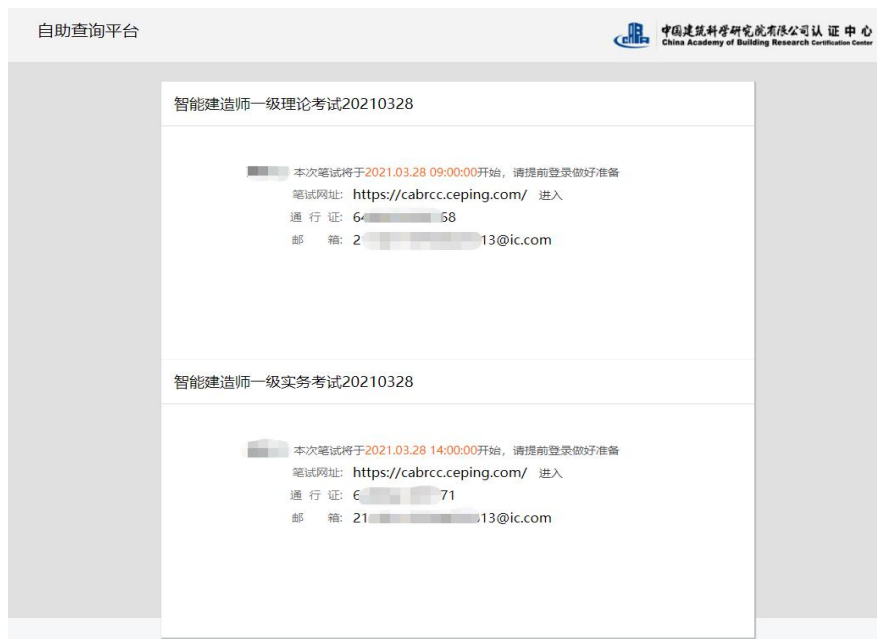 自助查询平台
中国建筑科学研究院有限公司认证中心
China Academy of Building Research Certification Center
智能建造师一级理论考试20210328
本次笔试将于2021.03.28 09:00:00开始，请提前登录做好准备
笔试网址: https://cabrcc.ceping.com/ 进入
通行证: 64 58
邮箱: 2 13@ic.com
智能建造师一级实务考试20210328
本次笔试将于2021.03.28 14:00:00开始，请提前登录做好准备
笔试网址: https://cabrcc.ceping.com/ 进入
通行证: 6 71
邮箱: 21 13@ic.com